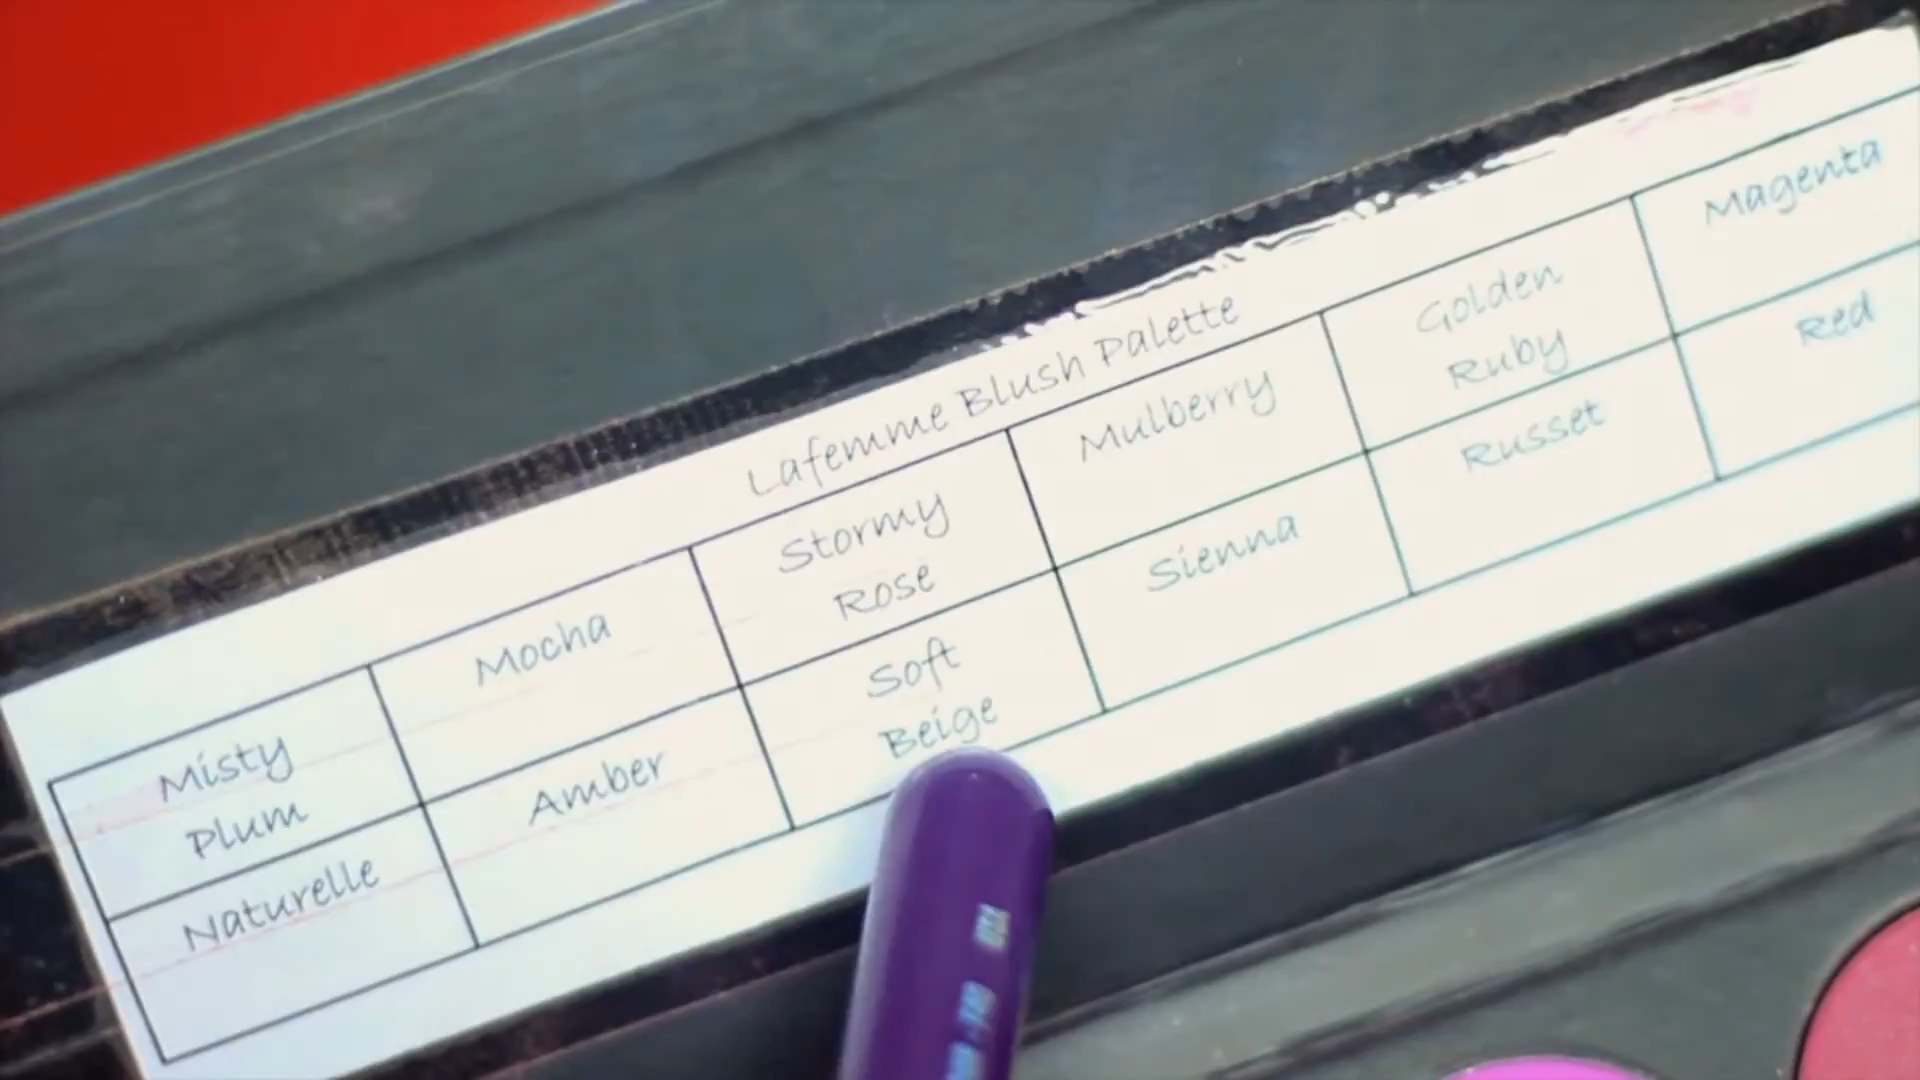 Lafemme Blush Palette
Misty
Plum
Mocha
Stormy
Rose
Mulberry
Golden
Ruby
Magenta
Naturelle
Amber
Soft
Beige
Sienna
Russet
Red